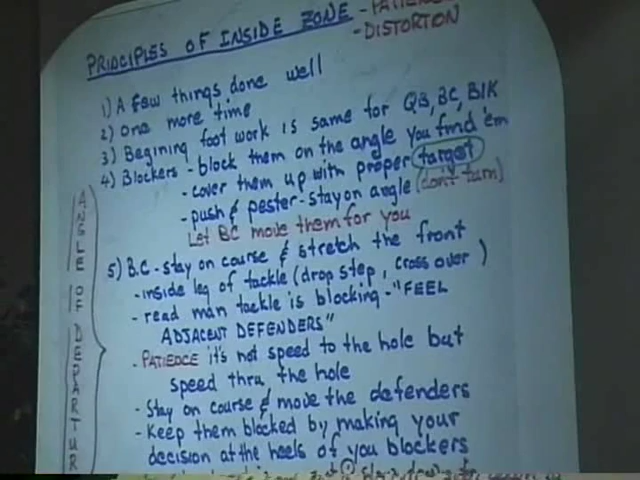 PRIDCIPLES OF INSIDE ZONE
- PATIENC
- DISTORTION
1) A few things done well
2) One more time
3) Begining foot work is same for QB, BC, BlK
4) Blockers - block them on the angle you find 'em
- cover them up with proper target
- push & pester - stay on angle (don't turn)
Let BC move them for you
5) B.C - stay on course & stretch the front
- inside leg of tackle (drop step, cross over)
- read man tackle is blocking - "FEEL
ADJACENT DEFENDERS"
- PATIEDCE it's not speed to the hole but
speed thru the hole
- Stay on course & move the defenders
- Keep them blocked by making your
decision at the heels of you blockers
ANGLE OF DEPARTUR